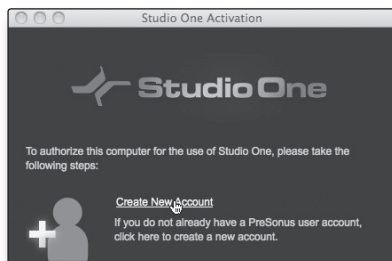 Studio One Activation
Studio One
To authorize this computer for the use of Studio One, please take the
following steps:
Create New Account
If you do not already have a PreSonus user account,
click here to create a new account.